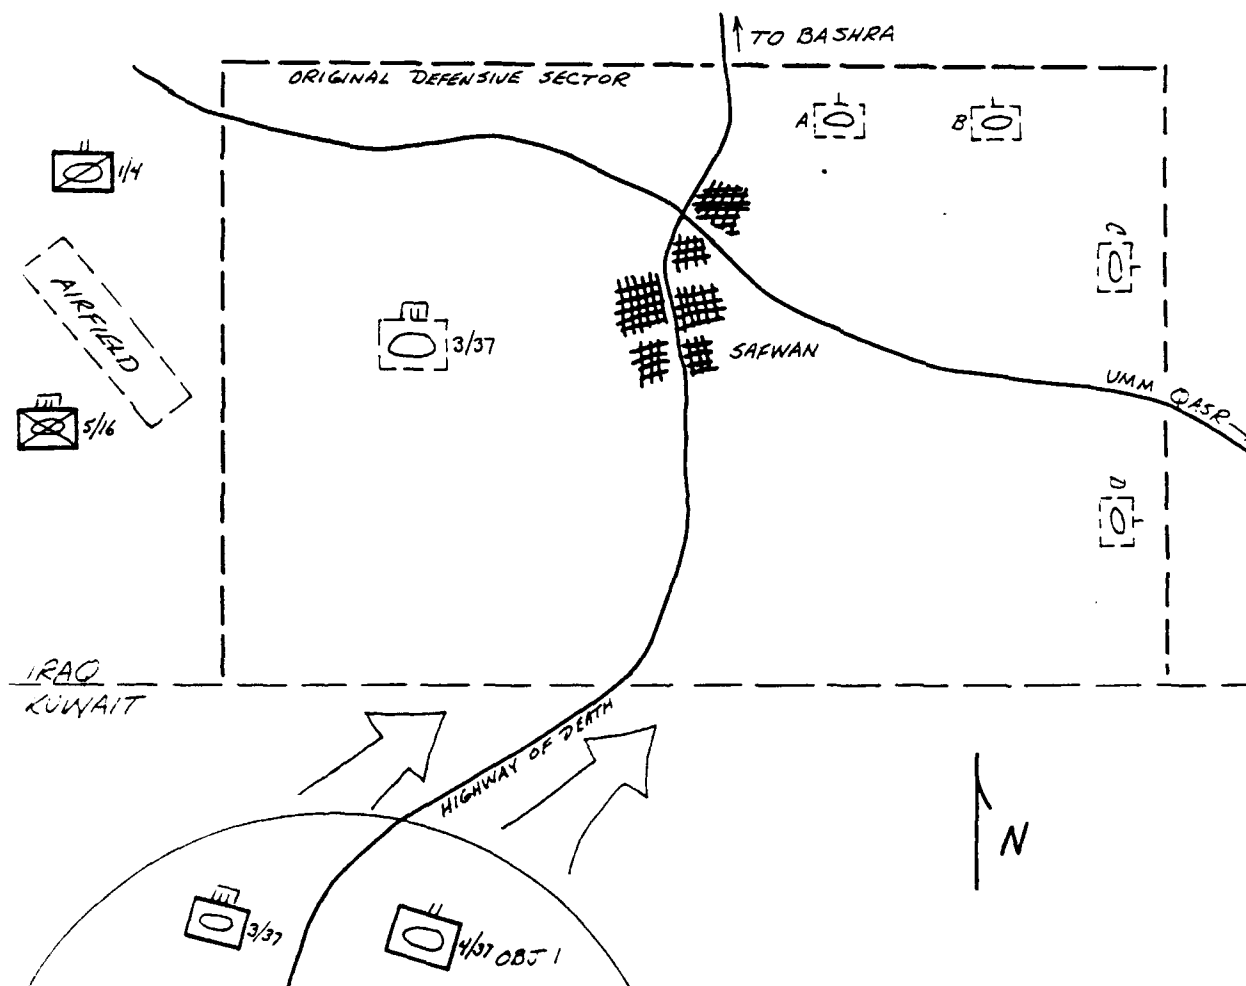 TO BASHRA
ORIGINAL DEFENSIVE SECTOR
A
B
1/4
C
AIRFIELD
3/37
SAFWAN
UMM QASR
5/16
D
IRAQ
KUWAIT
HIGHWAY OF DEATH
N
3/37
4/37
OBJ 1